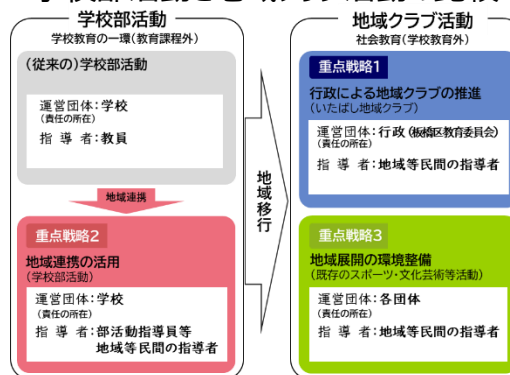 学校部活動
学校教育の一環(教育課程外)
(従来の)学校部活動
運営団体:学校
(責任の所在)
指導者:教員
地域連携
重点戦略2
地域連携の活用
(学校部活動)
運営団体:学校
(責任の所在)
指導者:部活動指導員等
地域等民間の指導者
地域移行
地域クラブ活動
社会教育(学校教育外)
重点戦略1
行政による地域クラブの推進
(いたばし地域クラブ)
運営団体:行政(板橋区教育委員会)
(責任の所在)
指導者:地域等民間の指導者
重点戦略3
地域展開の環境整備
(既存のスポーツ・文化芸術等活動)
運営団体:各団体
(責任の所在)
指導者:地域等民間の指導者